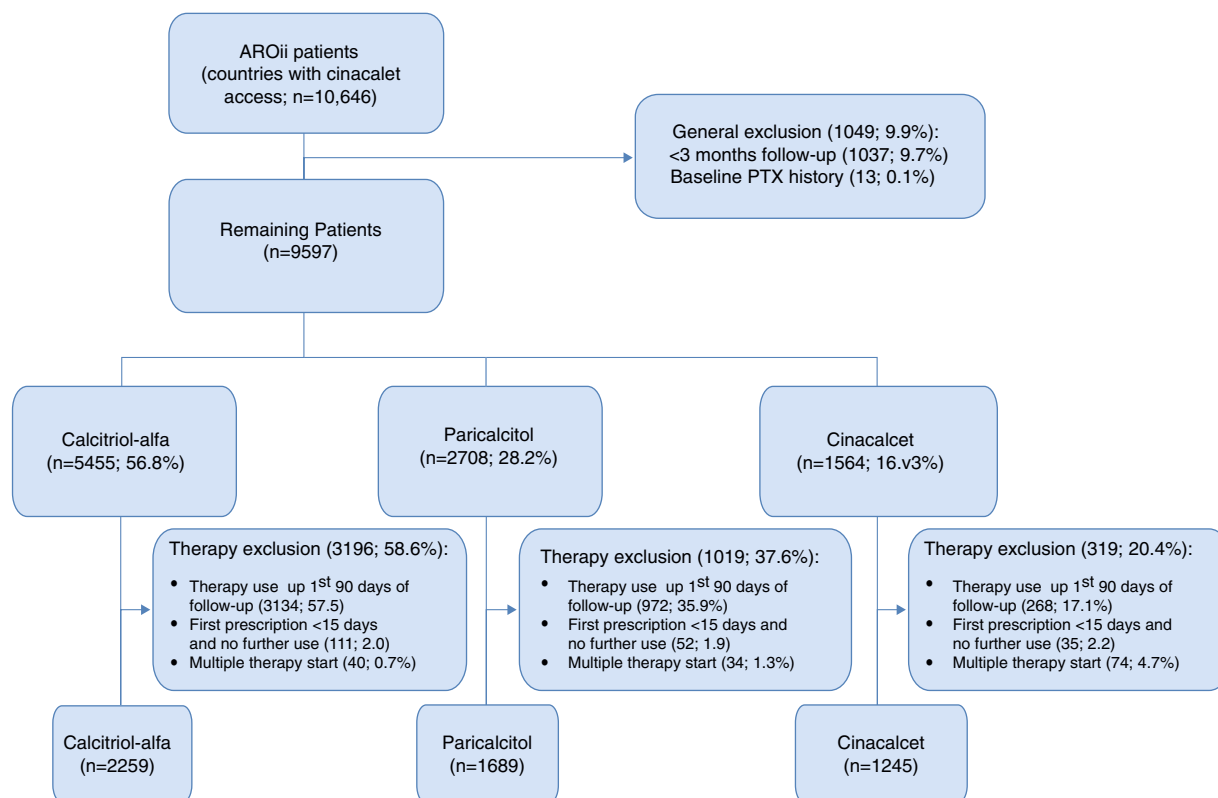 AROii patients
(countries with cinacalet
access; n=10,646)
General exclusion (1049; 9.9%):
<3 months follow-up (1037; 9.7%)
Baseline PTX history (13; 0.1%)
Remaining Patients
(n=9597)
Calcitriol-alfa
(n=5455; 56.8%)
Paricalcitol
(n=2708; 28.2%)
Cinacalcet
(n=1564; 16.v3%)
Therapy exclusion (3196; 58.6%):
• Therapy use up 1st 90 days of
follow-up (3134; 57.5)
• First prescription <15 days
and no further use (111; 2.0)
• Multiple therapy start (40; 0.7%)
Therapy exclusion (1019; 37.6%):
• Therapy use up 1st 90 days of
follow-up (972; 35.9%)
• First prescription <15 days and
no further use (52; 1.9)
• Multiple therapy start (34; 1.3%)
Therapy exclusion (319; 20.4%):
• Therapy use up 1st 90 days of
follow-up (268; 17.1%)
• First prescription <15 days and
no further use (35; 2.2)
• Multiple therapy start (74; 4.7%)
Calcitriol-alfa
(n=2259)
Paricalcitol
(n=1689)
Cinacalcet
(n=1245)